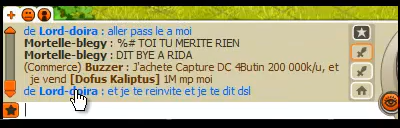 de Lord-doira : aller pass le a moi
Mortelle-blegy : %# TOI TU MERITE RIEN
Mortelle-blegy : DIT BYE A RIDA
(Commerce) Buzzer : J'achete Capture DC 4Butin 200 000k/u, et
je vend [Dofus Kaliptus] 1M mp moi
de Lord-doira : et je te reinvite et je te dit dsl